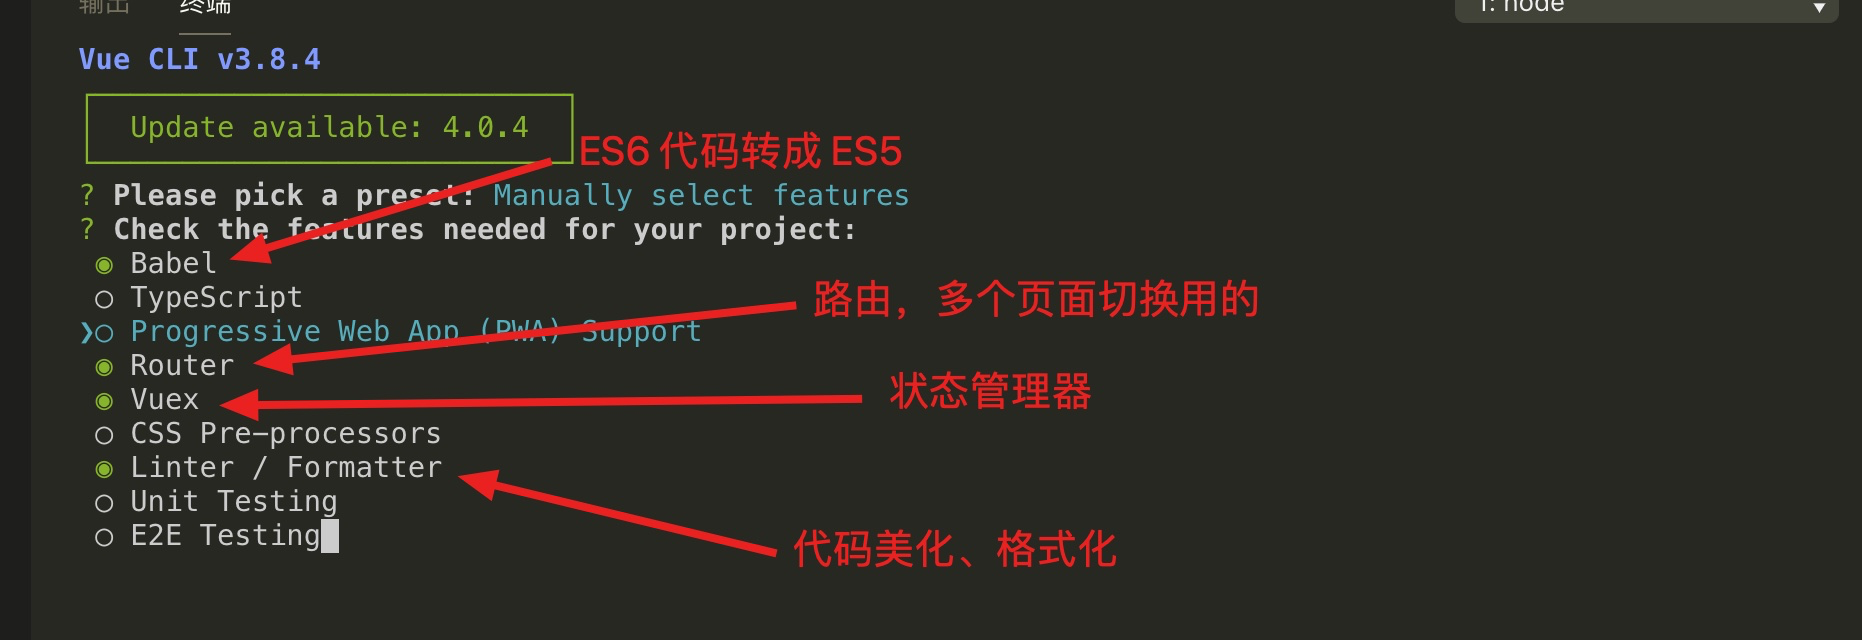 输出 终端 1: node
Vue CLI v3.8.4
Update available: 4.0.4
ES6 代码转成 ES5
? Please pick a preset: Manually select features
? Check the features needed for your project:
◉ Babel
◯ TypeScript
路由，多个页面切换用的
❯◯ Progressive Web App (PWA) Support
◉ Router
◉ Vuex
状态管理器
◯ CSS Pre-processors
◉ Linter / Formatter
◯ Unit Testing
◯ E2E Testing
代码美化、格式化